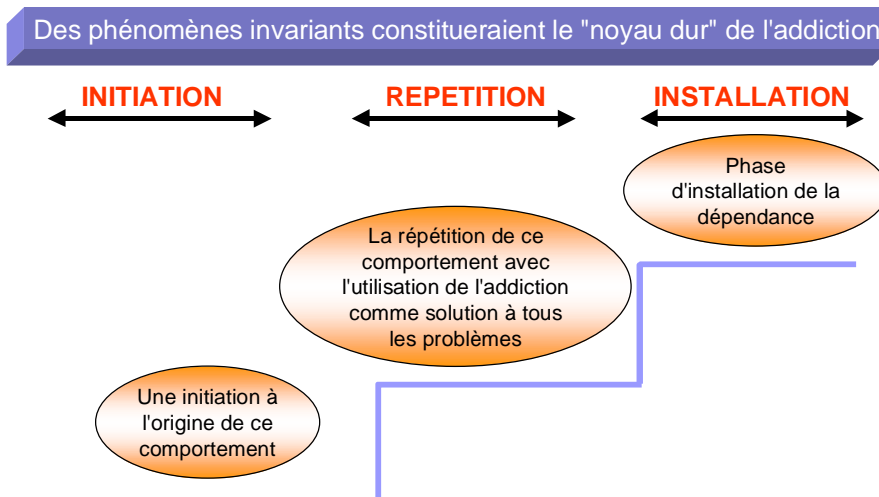 Des phénomènes invariants constitueraient le "noyau dur" de l'addiction
INITIATION
REPETITION
INSTALLATION
Phase
d'installation de la
dépendance
La répétition de ce
comportement avec
l'utilisation de l'addiction
comme solution à tous
les problèmes
Une initiation à
l'origine de ce
comportement